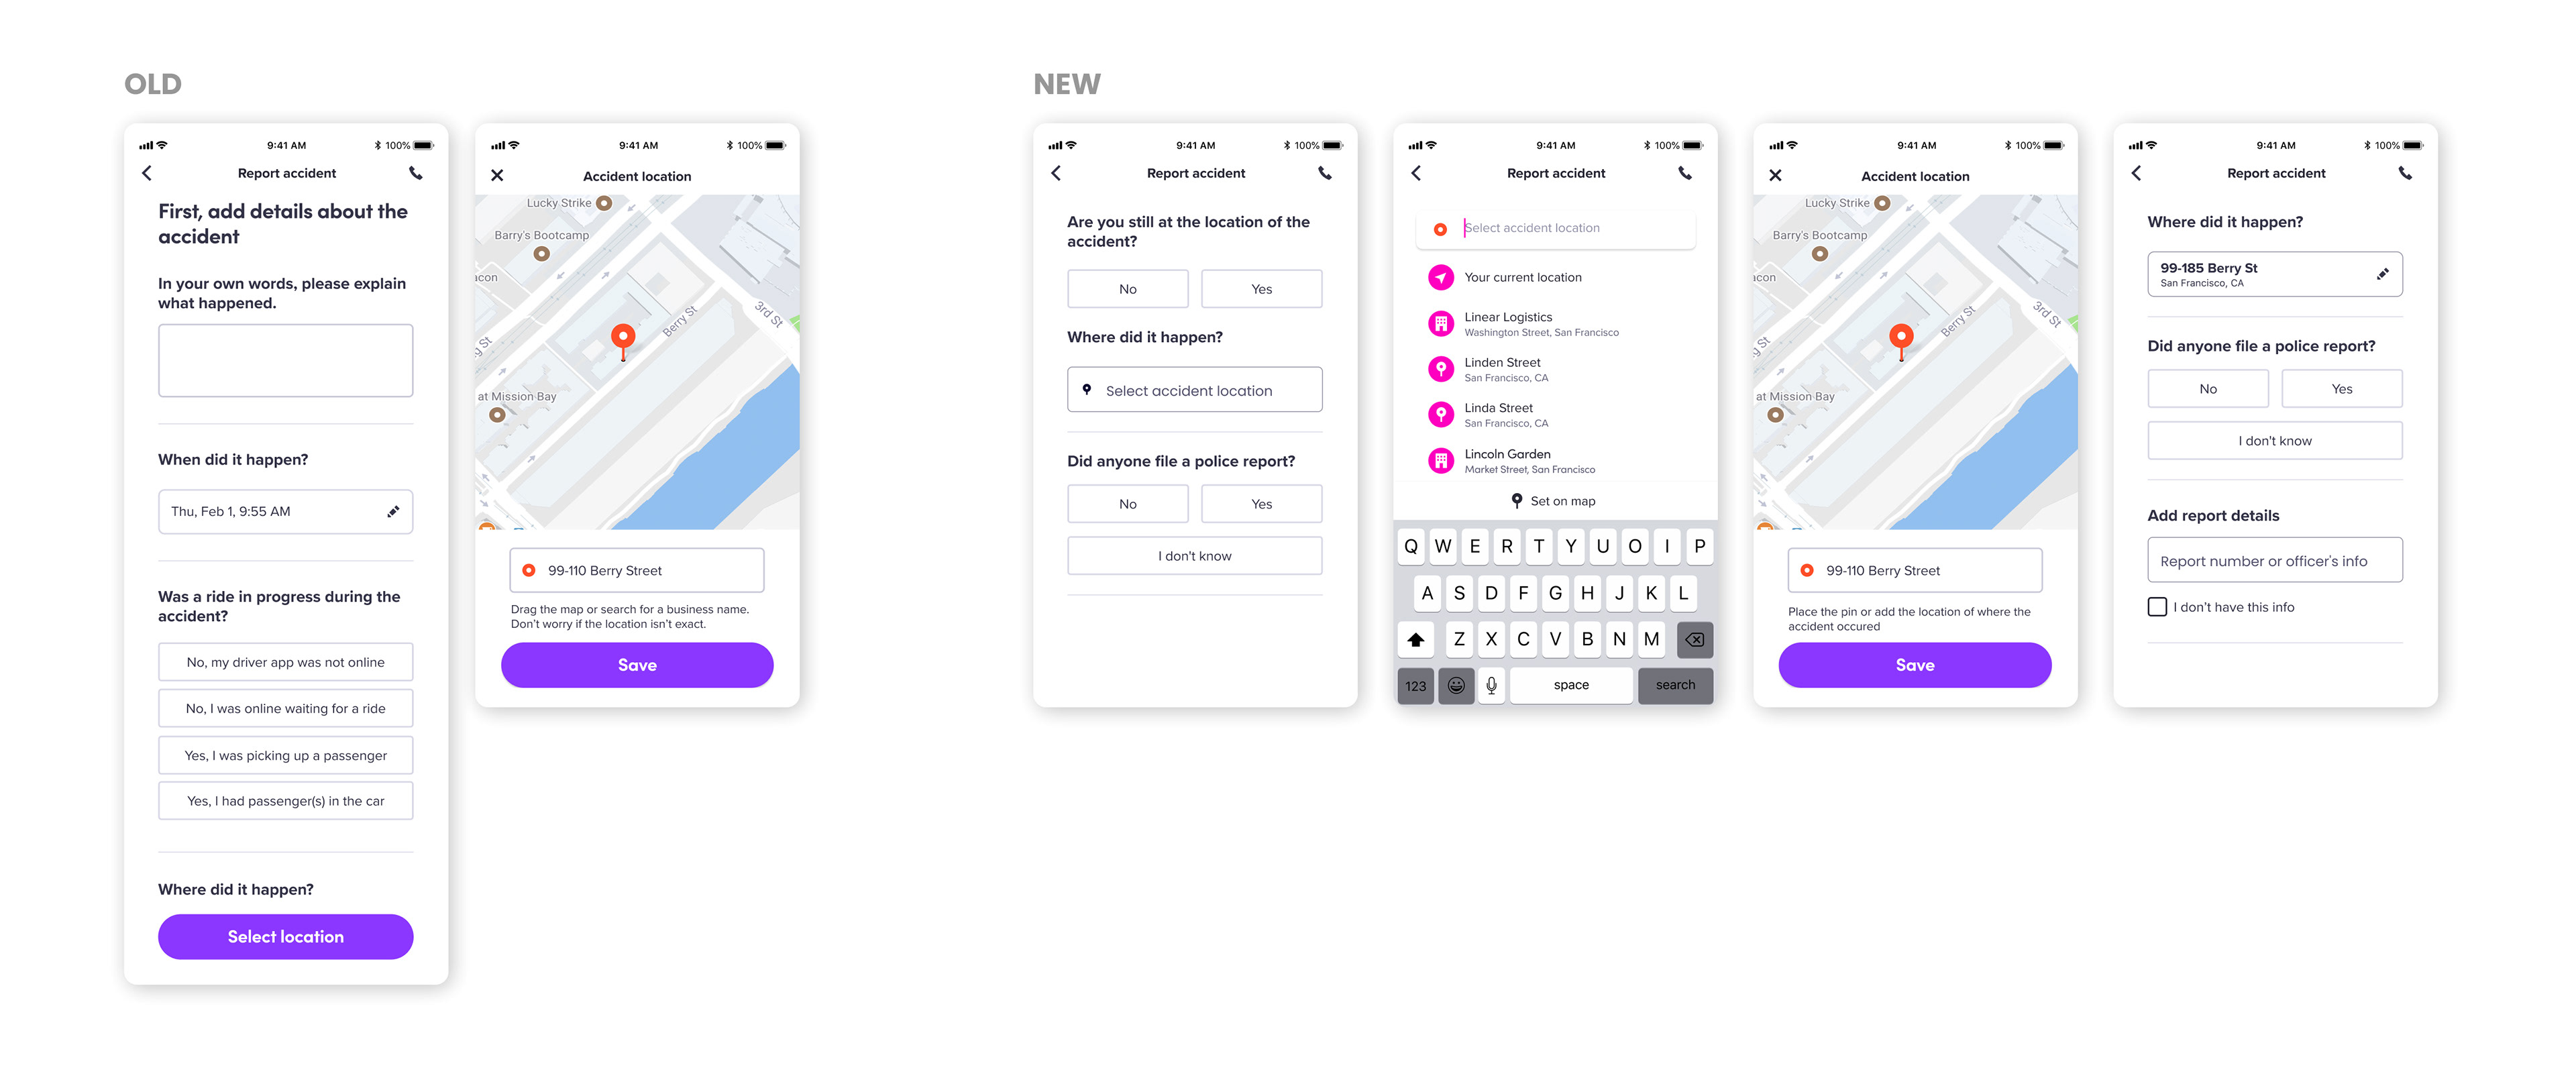 OLD
9:41 AM
100%
Report accident
First, add details about the
accident
In your own words, please explain
what happened.
When did it happen?
Thu, Feb 1, 9:55 AM
Was a ride in progress during the
accident?
No, my driver app was not online
No, I was online waiting for a ride
Yes, I was picking up a passenger
Yes, I had passenger(s) in the car
Where did it happen?
Select location
9:41 AM
100%
Accident location
Lucky Strike
Barry's Bootcamp
acon
Berry St
3rd St
g St
at Mission Bay
99-110 Berry Street
Drag the map or search for a business name.
Don't worry if the location isn't exact.
Save
NEW
9:41 AM
100%
Report accident
Are you still at the location of the
accident?
No
Yes
Where did it happen?
Select accident location
Did anyone file a police report?
No
Yes
I don't know
9:41 AM
100%
Report accident
Select accident location
Your current location
Linear Logistics
Washington Street, San Francisco
Linden Street
San Francisco, CA
Linda Street
San Francisco, CA
Lincoln Garden
Market Street, San Francisco
Set on map
Q W E R T Y U O I P
A S D F G H J K L
Z X C V B N M
123 space search
9:41 AM
100%
Accident location
Lucky Strike
Barry's Bootcamp
acon
Berry St
3rd St
g St
at Mission Bay
99-110 Berry Street
Place the pin or add the location of where the
accident occured
Save
9:41 AM
100%
Report accident
Where did it happen?
99-185 Berry St
San Francisco, CA
Did anyone file a police report?
No
Yes
I don't know
Add report details
Report number or officer's info
I don't have this info